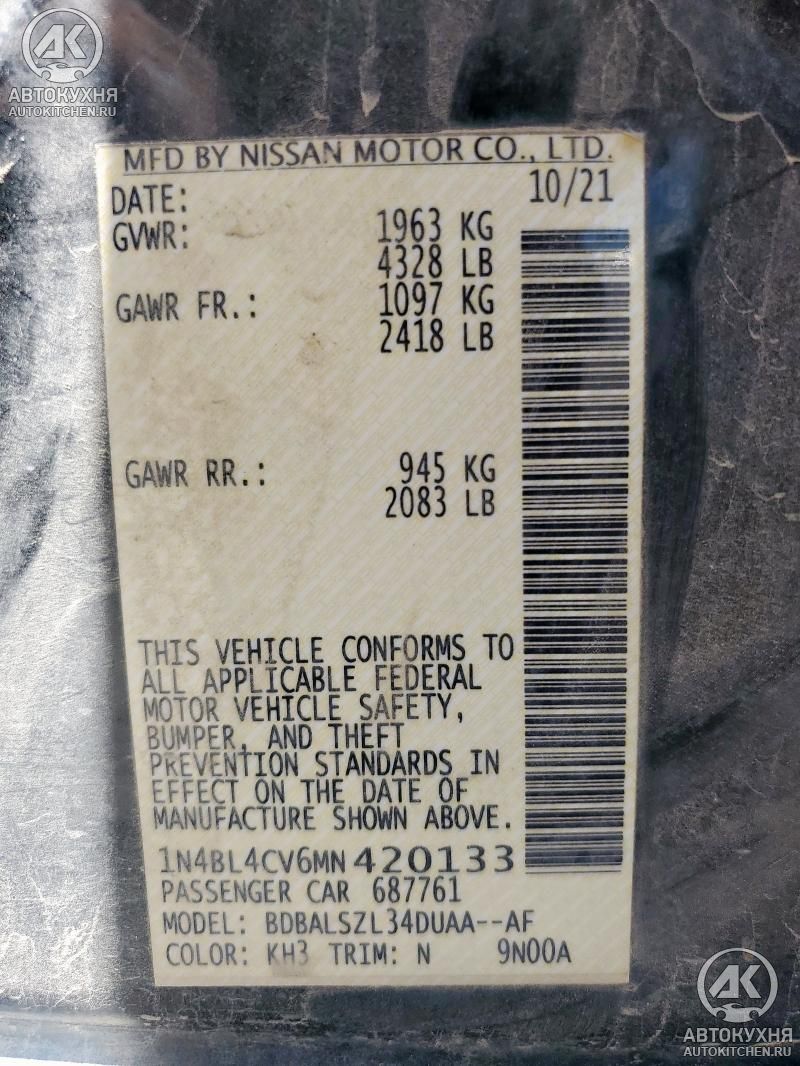 AK
АВТОКУХНЯ
AUTOKITCHEN.RU
MFD BY NISSAN MOTOR CO., LTD.
DATE: 10/21
GVWR: 1963 KG
4328 LB
GAWR FR.: 1097 KG
2418 LB
GAWR RR.: 945 KG
2083 LB
THIS VEHICLE CONFORMS TO
ALL APPLICABLE FEDERAL
MOTOR VEHICLE SAFETY,
BUMPER, AND THEFT
PREVENTION STANDARDS IN
EFFECT ON THE DATE OF
MANUFACTURE SHOWN ABOVE.
1N4BL4CV6MN420133
PASSENGER CAR 687761
MODEL: BDBALSZL34DUAA--AF
COLOR: KH3 TRIM: N 9N00A
AK
АВТОКУХНЯ
AUTOKITCHEN.RU